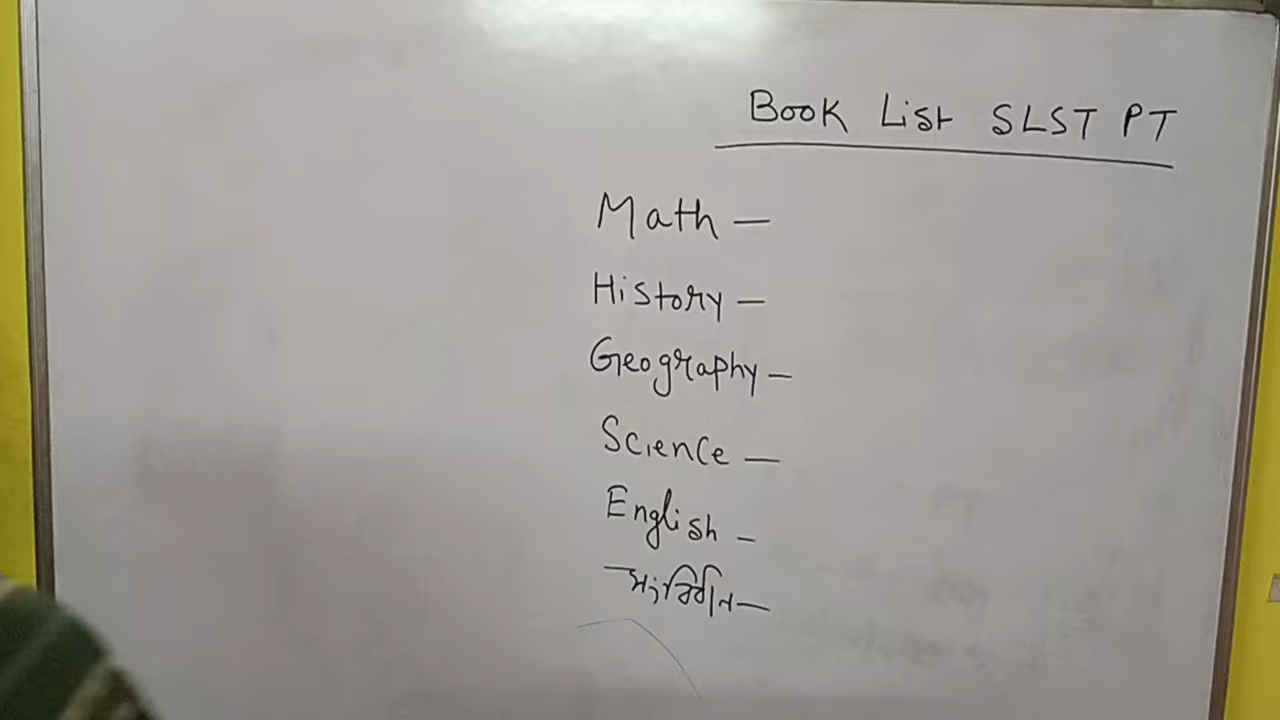 Book List SLST PT
Math —
History —
Geography —
Science —
English -